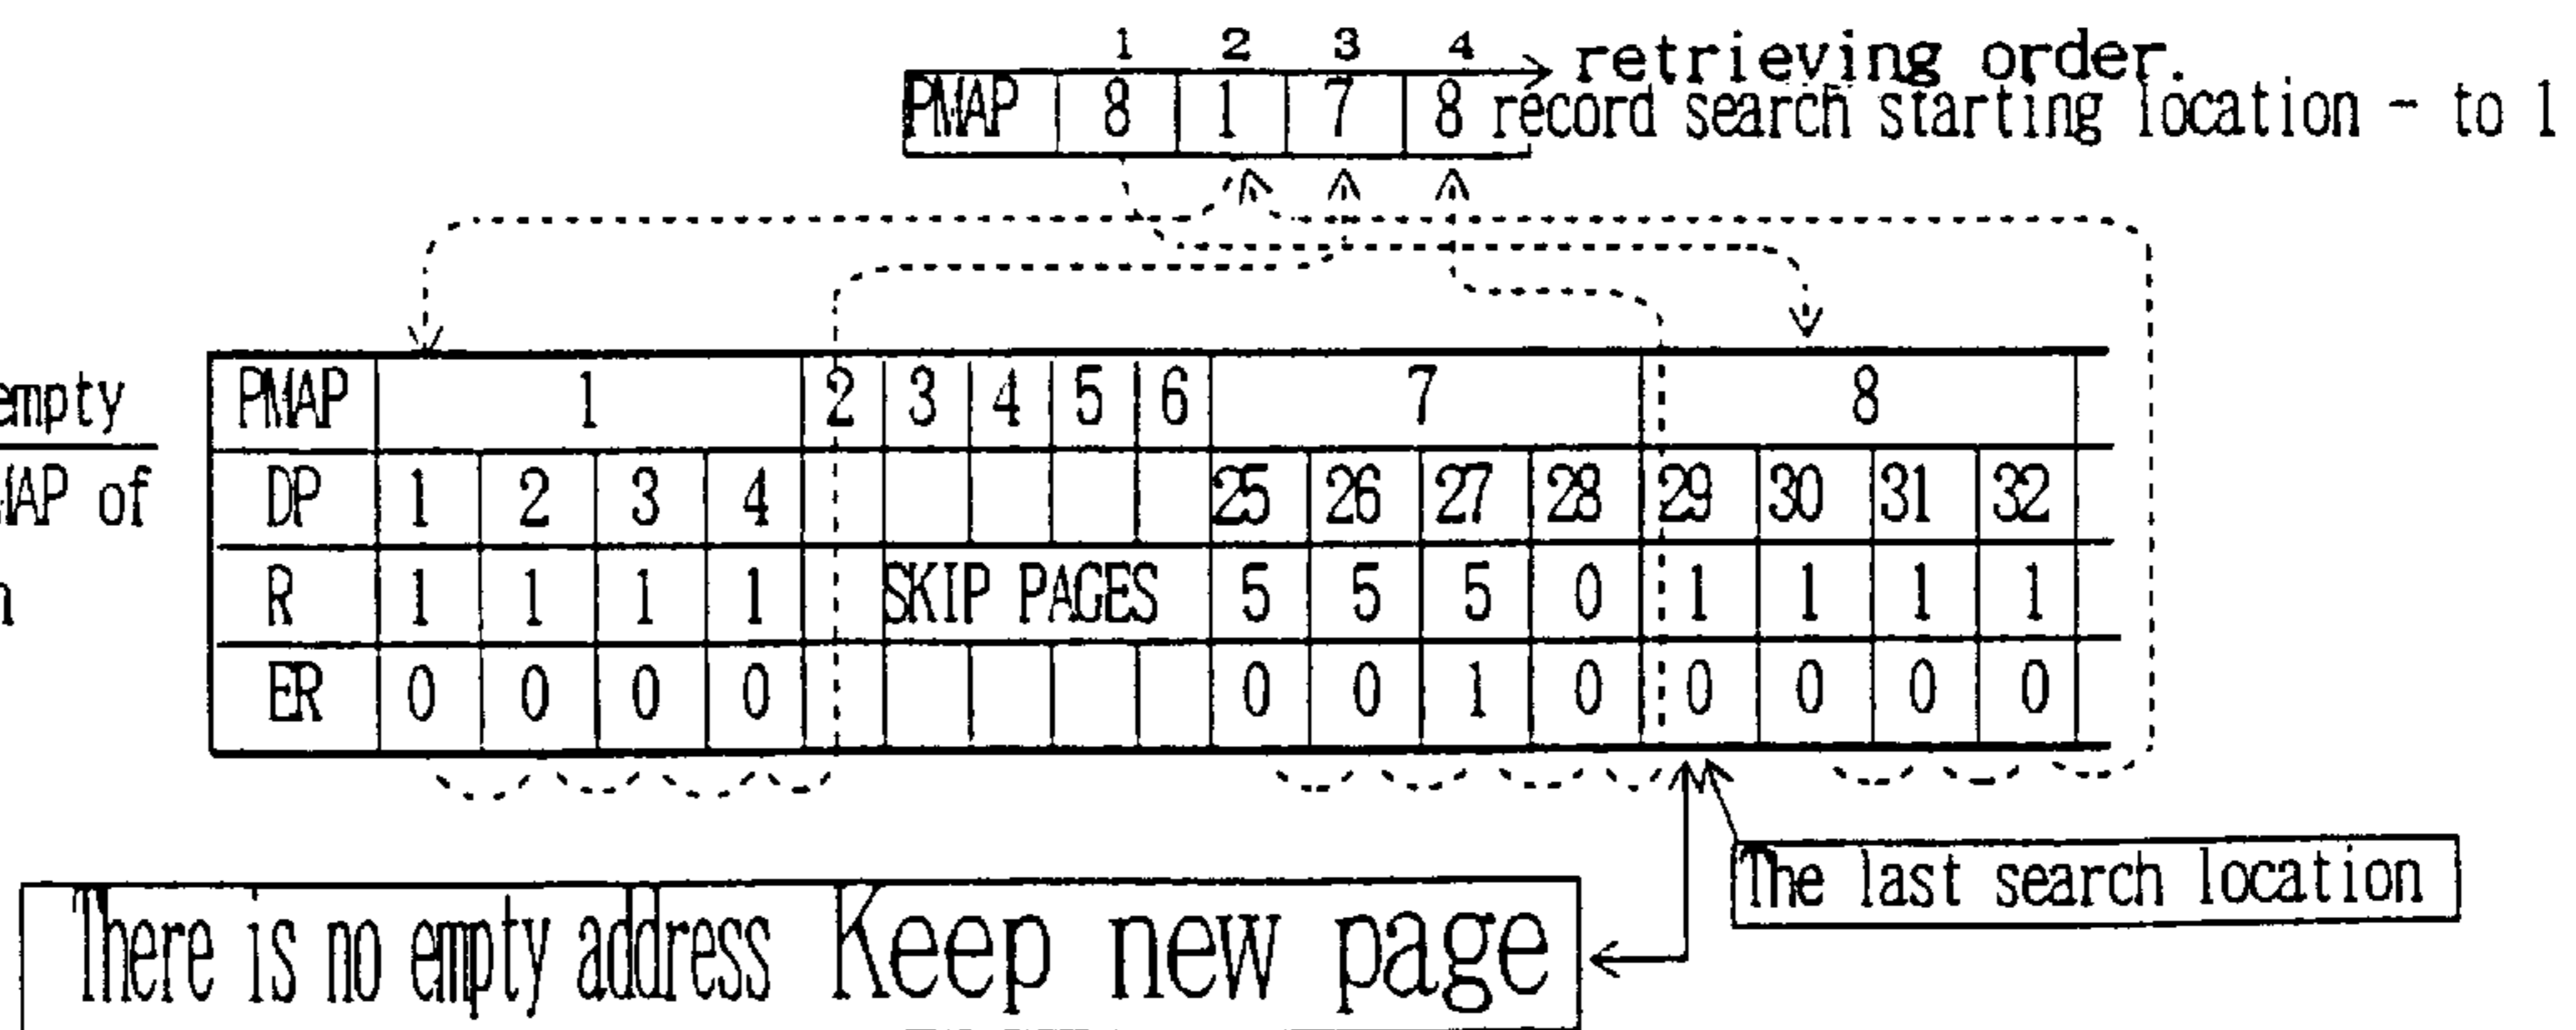 1 2 3 4 retrieving order.
PMAP 8 1 7 8 record search starting location - to 1
empty
MAP of
PMAP 1 2 3 4 5 6 7 8
DP 1 2 3 4 25 26 27 28 29 30 31 32
R 1 1 1 1 SKIP PAGES 5 5 5 0 1 1 1 1
ER 0 0 0 0 0 0 1 0 0 0 0 0
The last search location
There is no empty address Keep new page